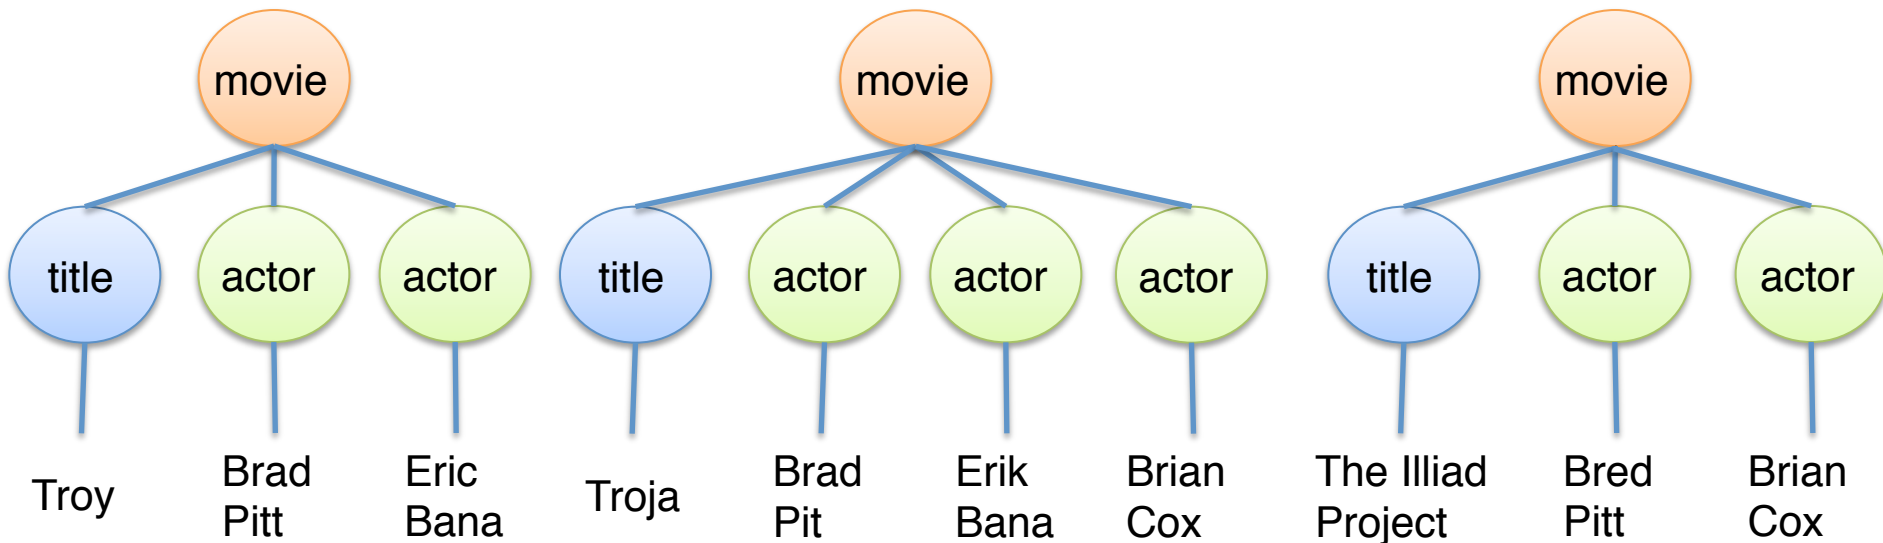 movie
movie
movie
title
actor
actor
title
actor
actor
actor
title
actor
actor
Troy
Brad
Pitt
Eric
Bana
Troja
Brad
Pit
Erik
Bana
Brian
Cox
The Illiad
Project
Bred
Pitt
Brian
Cox